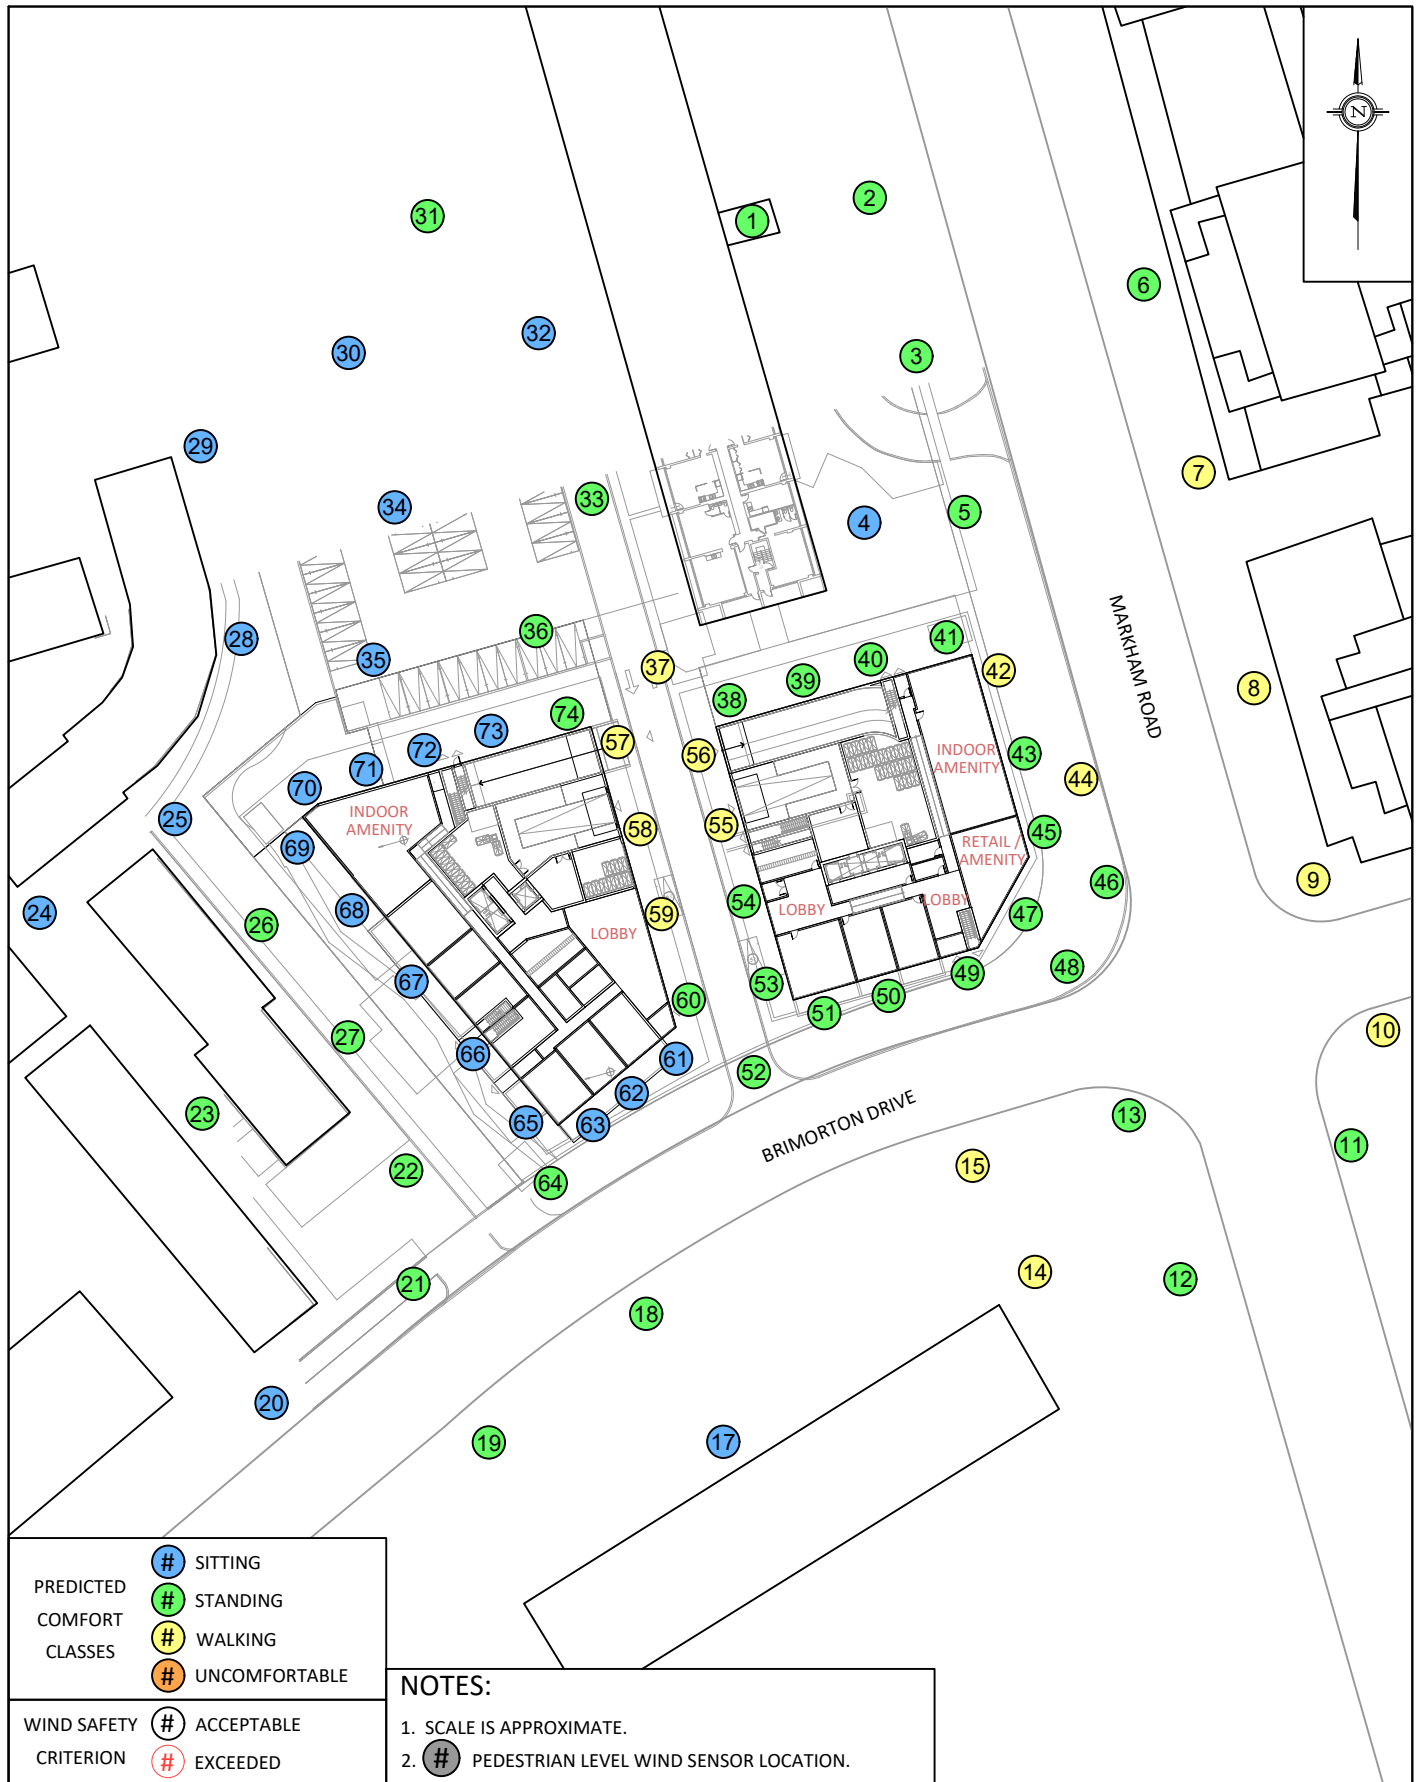 N
31
1
2
6
32
30
3
29
7
33
34
4
5
MARKHAM ROAD
28
36
41
35
40
37
42
39
8
38
74
73
57
72
56
INDOOR
AMENITY
43
71
44
70
INDOOR
AMENITY
25
55
58
45
69
RETAIL /
AMENITY
9
46
54
LOBBY
LOBBY
68
24
59
47
26
LOBBY
48
49
67
53
50
60
51
10
27
66
61
52
62
BRIMORTON DRIVE
23
65
63
13
11
15
22
64
14
12
21
18
20
19
17
PREDICTED
COMFORT
CLASSES
# SITTING
# STANDING
# WALKING
# UNCOMFORTABLE
WIND SAFETY
CRITERION
# ACCEPTABLE
# EXCEEDED
NOTES:
1. SCALE IS APPROXIMATE.
2. # PEDESTRIAN LEVEL WIND SENSOR LOCATION.